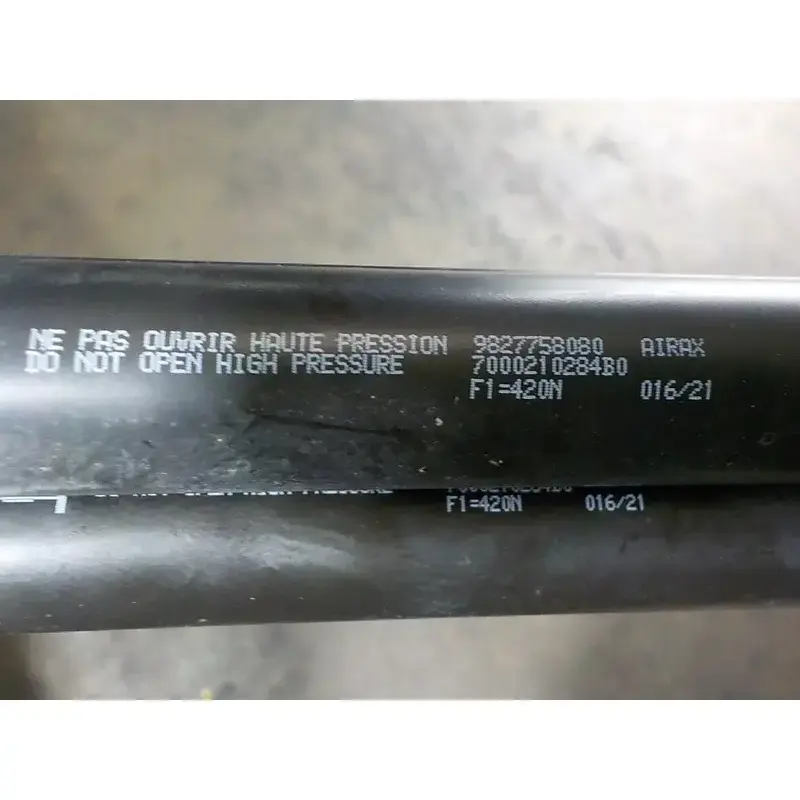 NE PAS OUVRIR HAUTE PRESSION 9827758080 AIRAX
DO NOT OPEN HIGH PRESSURE 7000210284B0
F1=420N 016/21
F1=420N 016/21